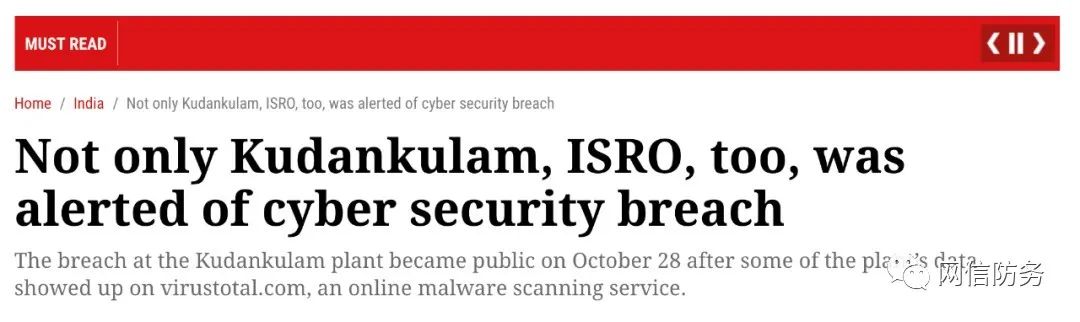 MUST READ
Home / India / Not only Kudankulam, ISRO, too, was alerted of cyber security breach
Not only Kudankulam, ISRO, too, was
alerted of cyber security breach
The breach at the Kudankulam plant became public on October 28 after some of the plant's data
showed up on virustotal.com, an online malware scanning service.
网信防务